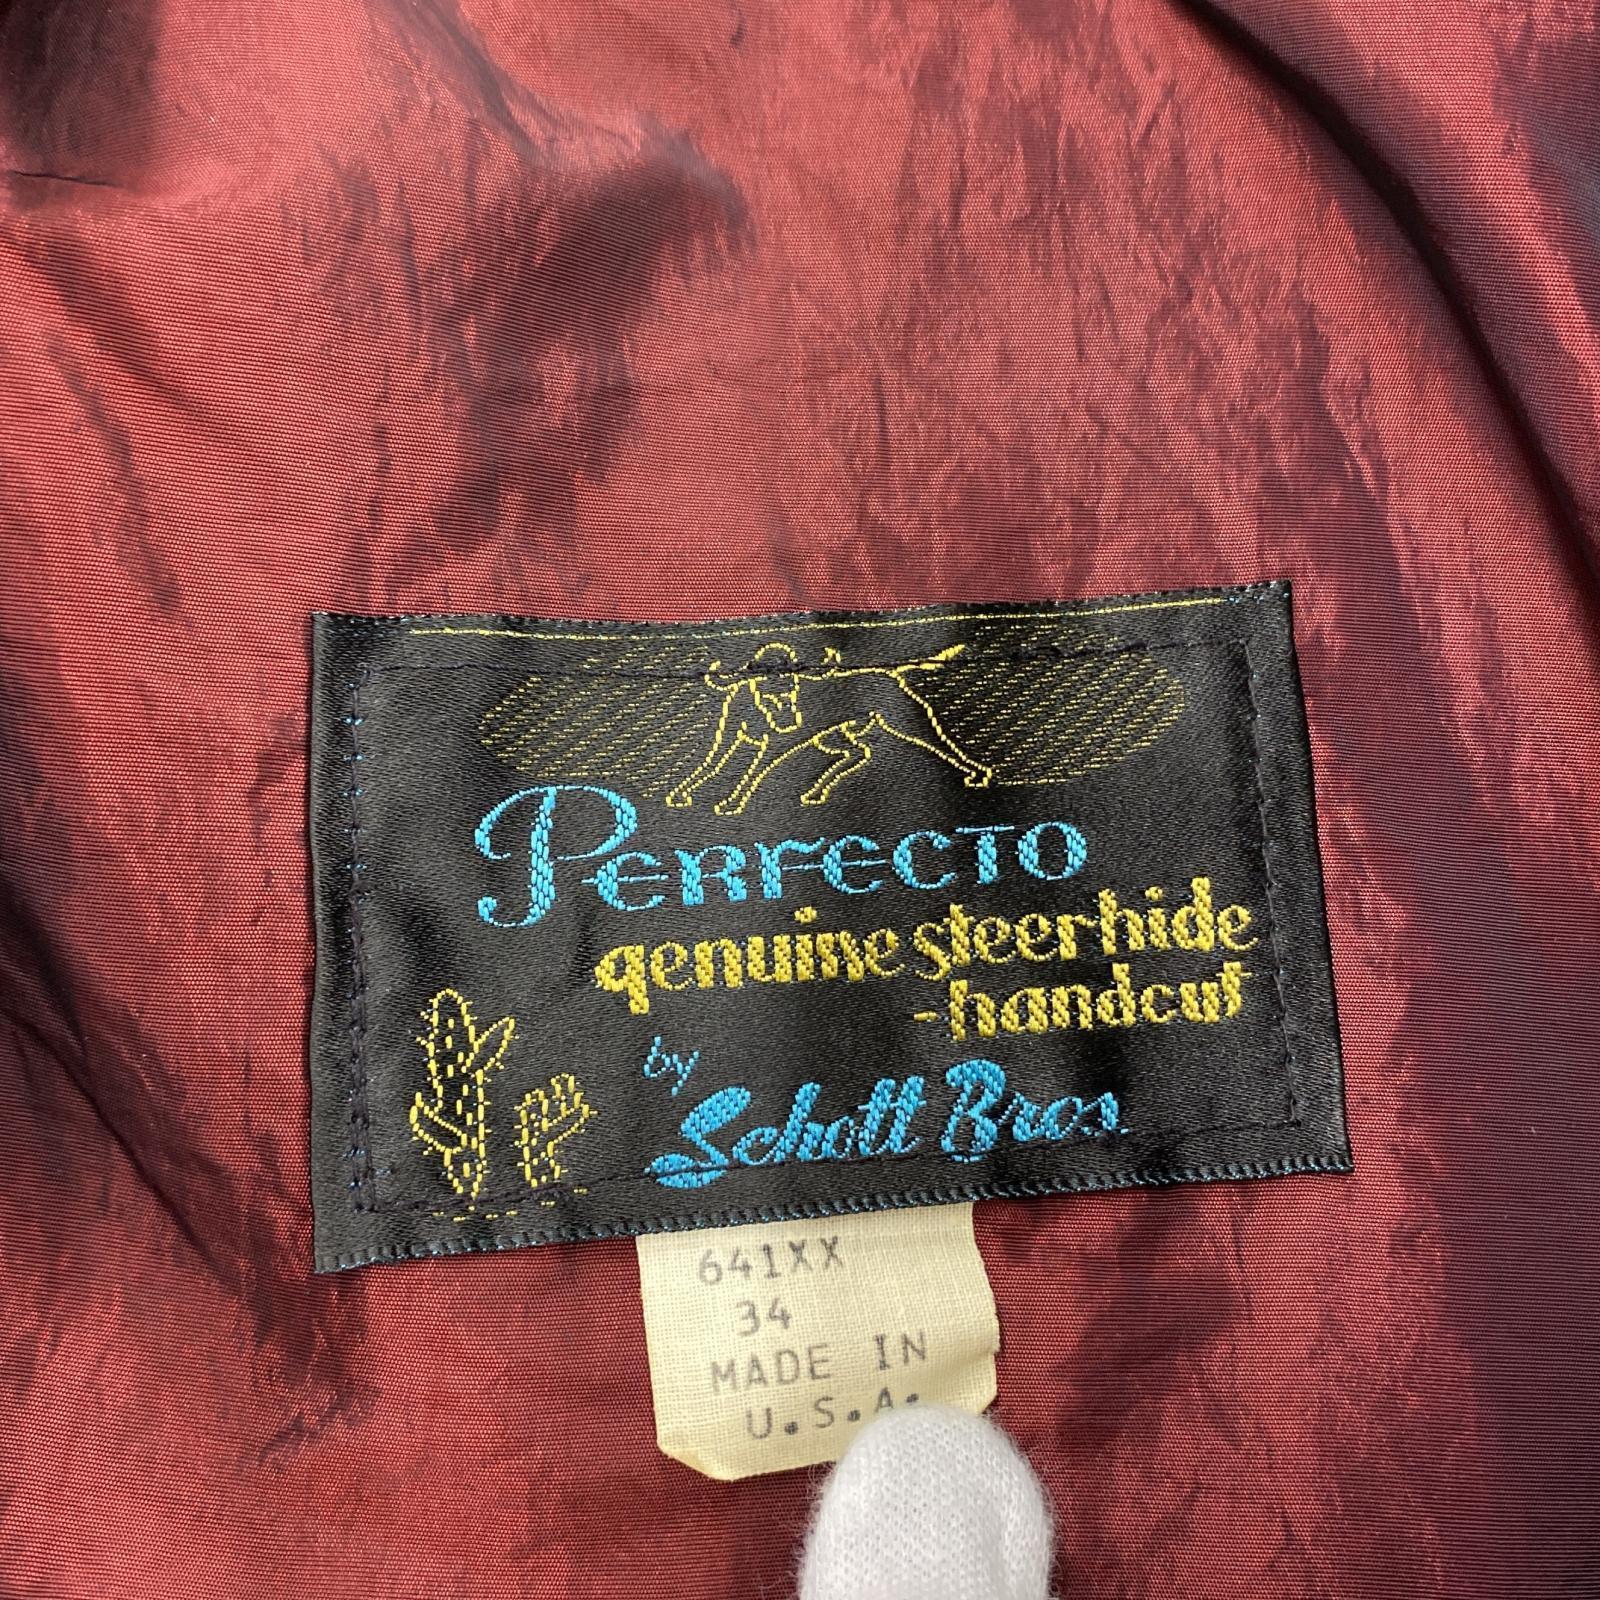 PERFECTO
genuine steerhide
-handcut
by
Schott Bros.
641XX
34
MADE IN
U.S.A.